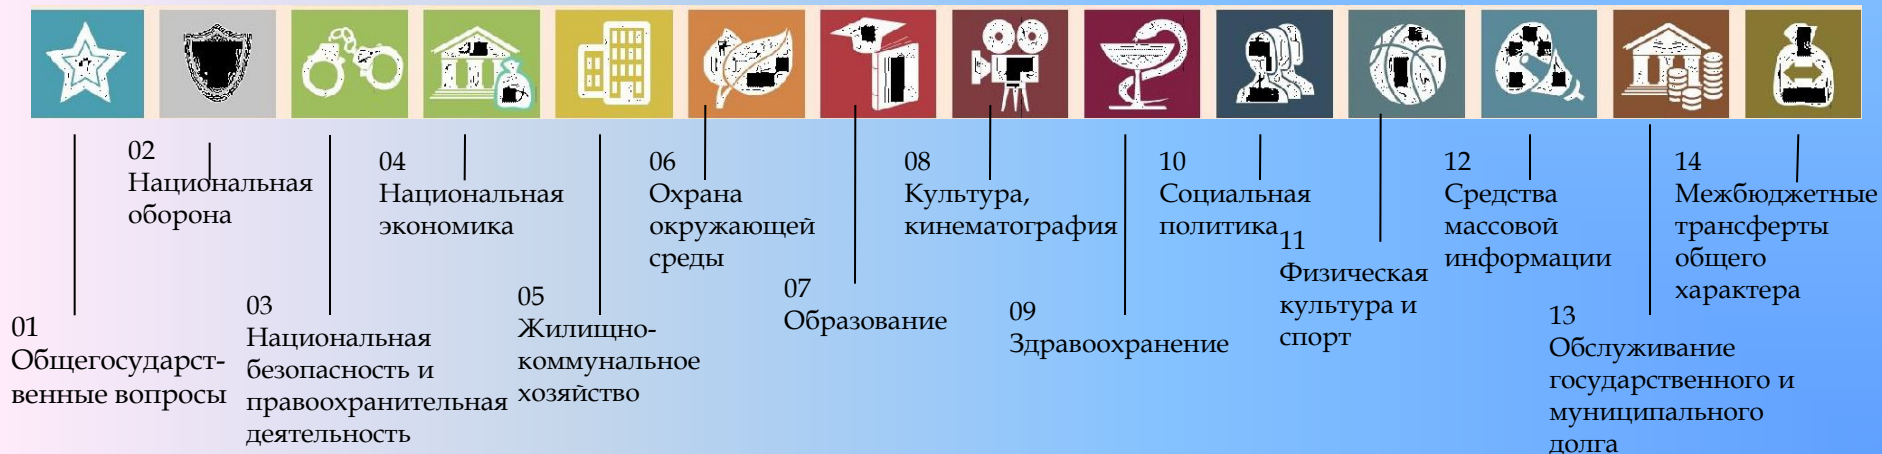 01
Общегосударст-
венные вопросы
02
Национальная
оборона
03
Национальная
безопасность и
правоохранительная
деятельность
04
Национальная
экономика
05
Жилищно-
коммунальное
хозяйство
06
Охрана
окружающей
среды
07
Образование
08
Культура,
кинематография
09
Здравоохранение
10
Социальная
политика
11
Физическая
культура и
спорт
12
Средства
массовой
информации
13
Обслуживание
государственного и
муниципального
долга
14
Межбюджетные
трансферты
общего
характера